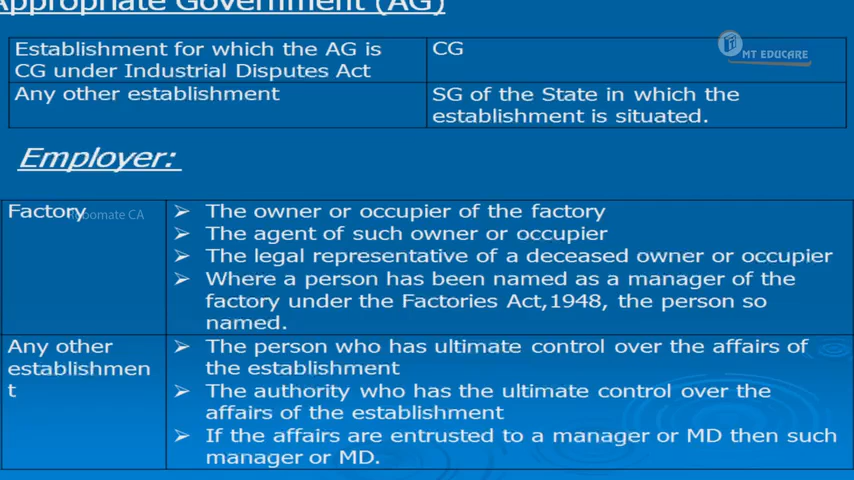 Appropriate Government (AG)
Establishment for which the AG is
CG under Industrial Disputes Act
CG
MT EDUCARE
Any other establishment
SG of the State in which the
establishment is situated.
Employer:
Factory
Robomate CA
➢ The owner or occupier of the factory
➢ The agent of such owner or occupier
➢ The legal representative of a deceased owner or occupier
➢ Where a person has been named as a manager of the
factory under the Factories Act,1948, the person so
named.
Any other
establishmen
t
➢ The person who has ultimate control over the affairs of
the establishment
➢ The authority who has the ultimate control over the
affairs of the establishment
➢ If the affairs are entrusted to a manager or MD then such
manager or MD.